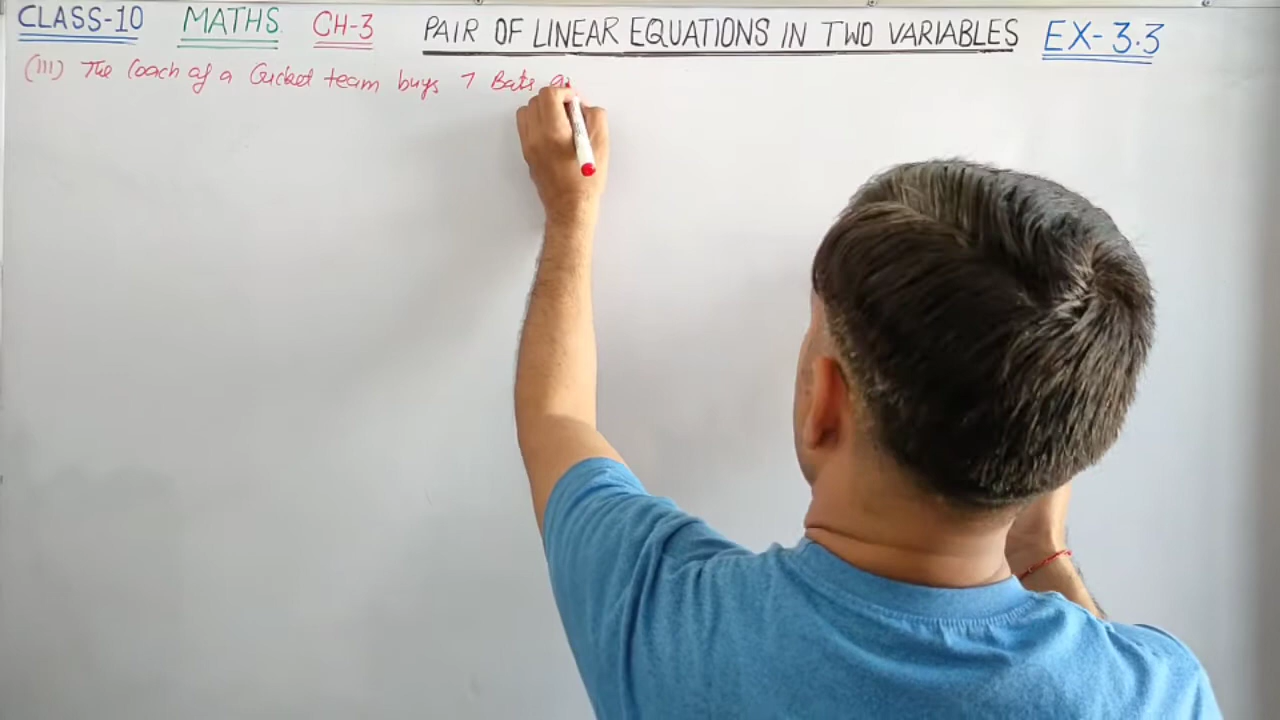 CLASS-10 MATHS CH-3 PAIR OF LINEAR EQUATIONS IN TWO VARIABLES EX-3.3
(III) The Coach of a Cricket team buys 7 Bats